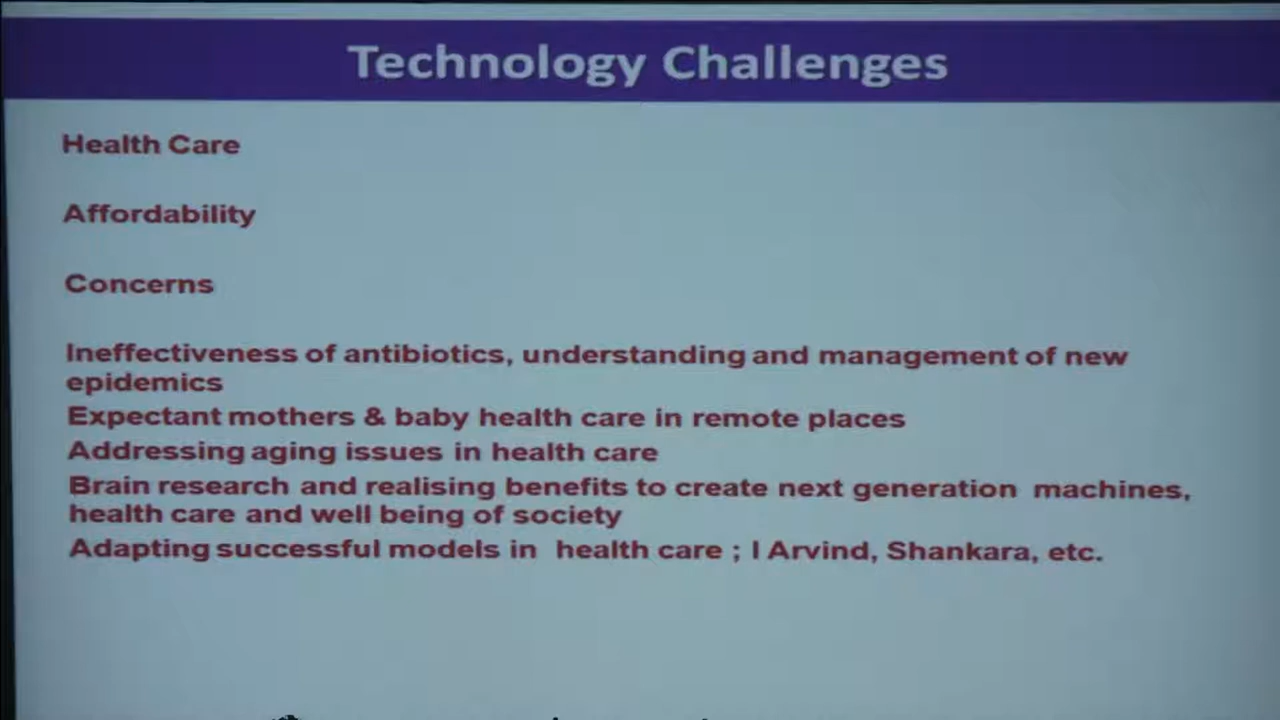 Technology Challenges
Health Care
Affordability
Concerns
Ineffectiveness of antibiotics, understanding and management of new
epidemics
Expectant mothers & baby health care in remote places
Addressing aging issues in health care
Brain research and realising benefits to create next generation machines,
health care and well being of society
Adapting successful models in health care ; I Arvind, Shankara, etc.